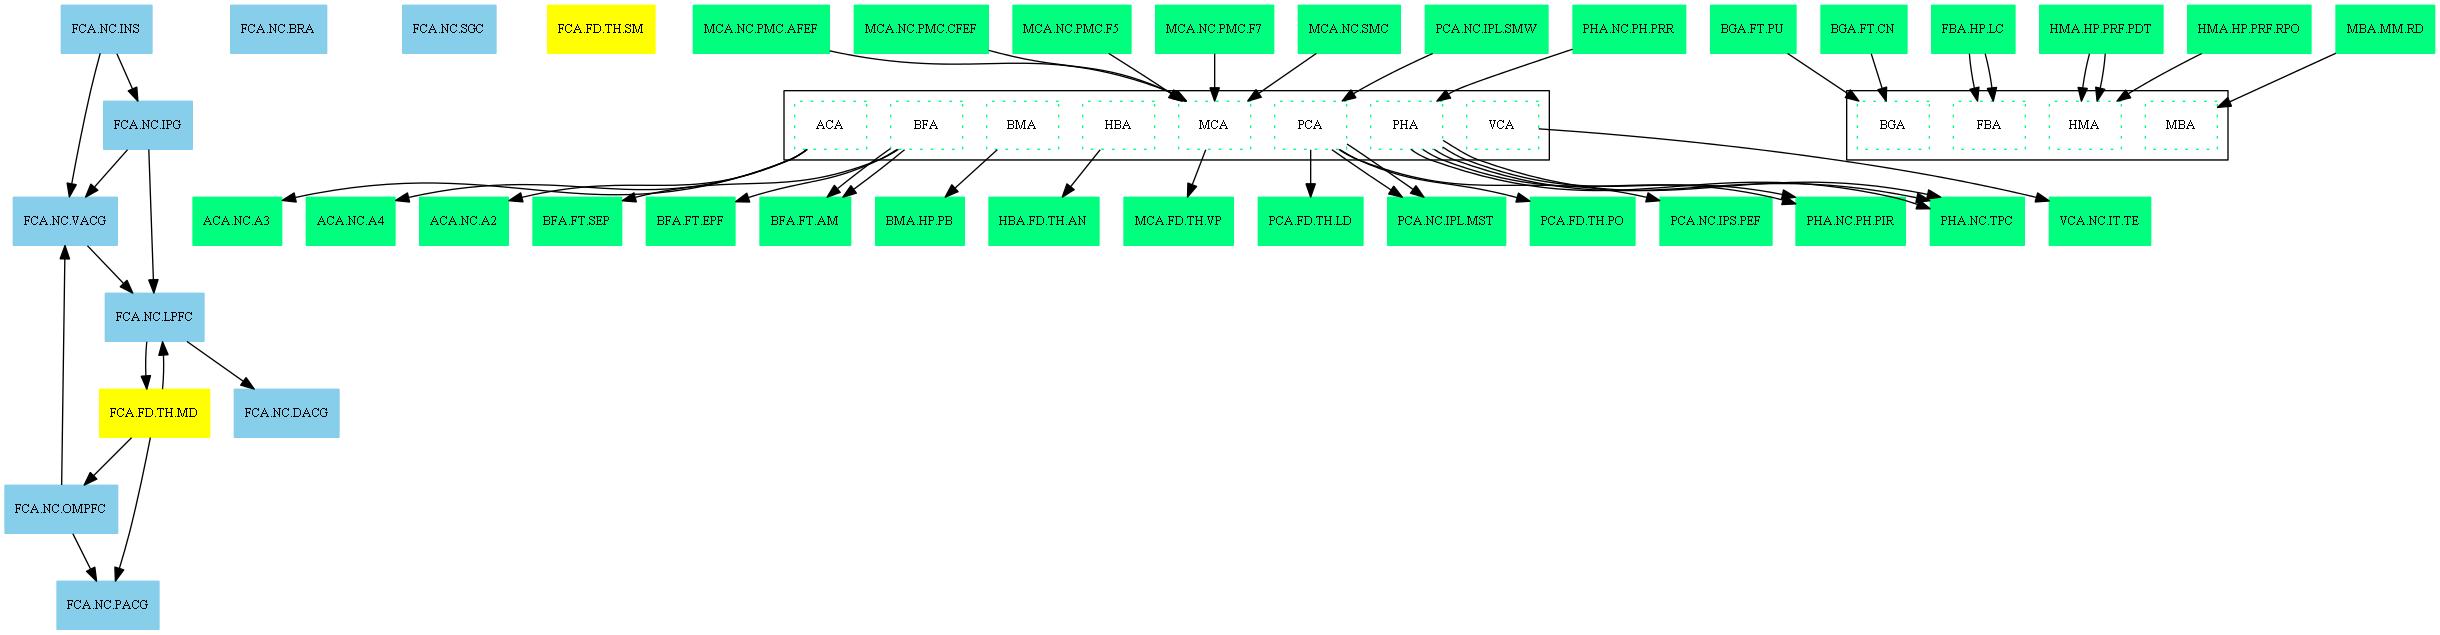 FCA.NC.INS
FCA.NC.BRA
FCA.NC.SGC
FCA.FD.TH.SM
MCA.NC.PMC.AFEF
MCA.NC.PMC.CFEF
MCA.NC.PMC.F5
MCA.NC.PMC.F7
MCA.NC.SMC
PCA.NC.IPL.SMW
PHA.NC.PH.PRR
BGA.FT.PU
BGA.FT.CN
FBA.HP.LC
HMA.HP.PRF.PDT
HMA.HP.PRF.RPO
MBA.MM.RD
FCA.NC.IPG
ACA
BFA
BMA
HBA
MCA
PCA
PHA
VCA
BGA
FBA
HMA
MBA
FCA.NC.VACG
ACA.NC.A3
ACA.NC.A4
ACA.NC.A2
BFA.FT.SEP
BFA.FT.EPF
BFA.FT.AM
BMA.HP.PB
HBA.FD.TH.AN
MCA.FD.TH.VP
PCA.FD.TH.LD
PCA.NC.IPL.MST
PCA.FD.TH.PO
PCA.NC.IPS.PEF
PHA.NC.PH.PIR
PHA.NC.TPC
VCA.NC.IT.TE
FCA.NC.LPFC
FCA.FD.TH.MD
FCA.NC.DACG
FCA.NC.OMPFC
FCA.NC.PACG